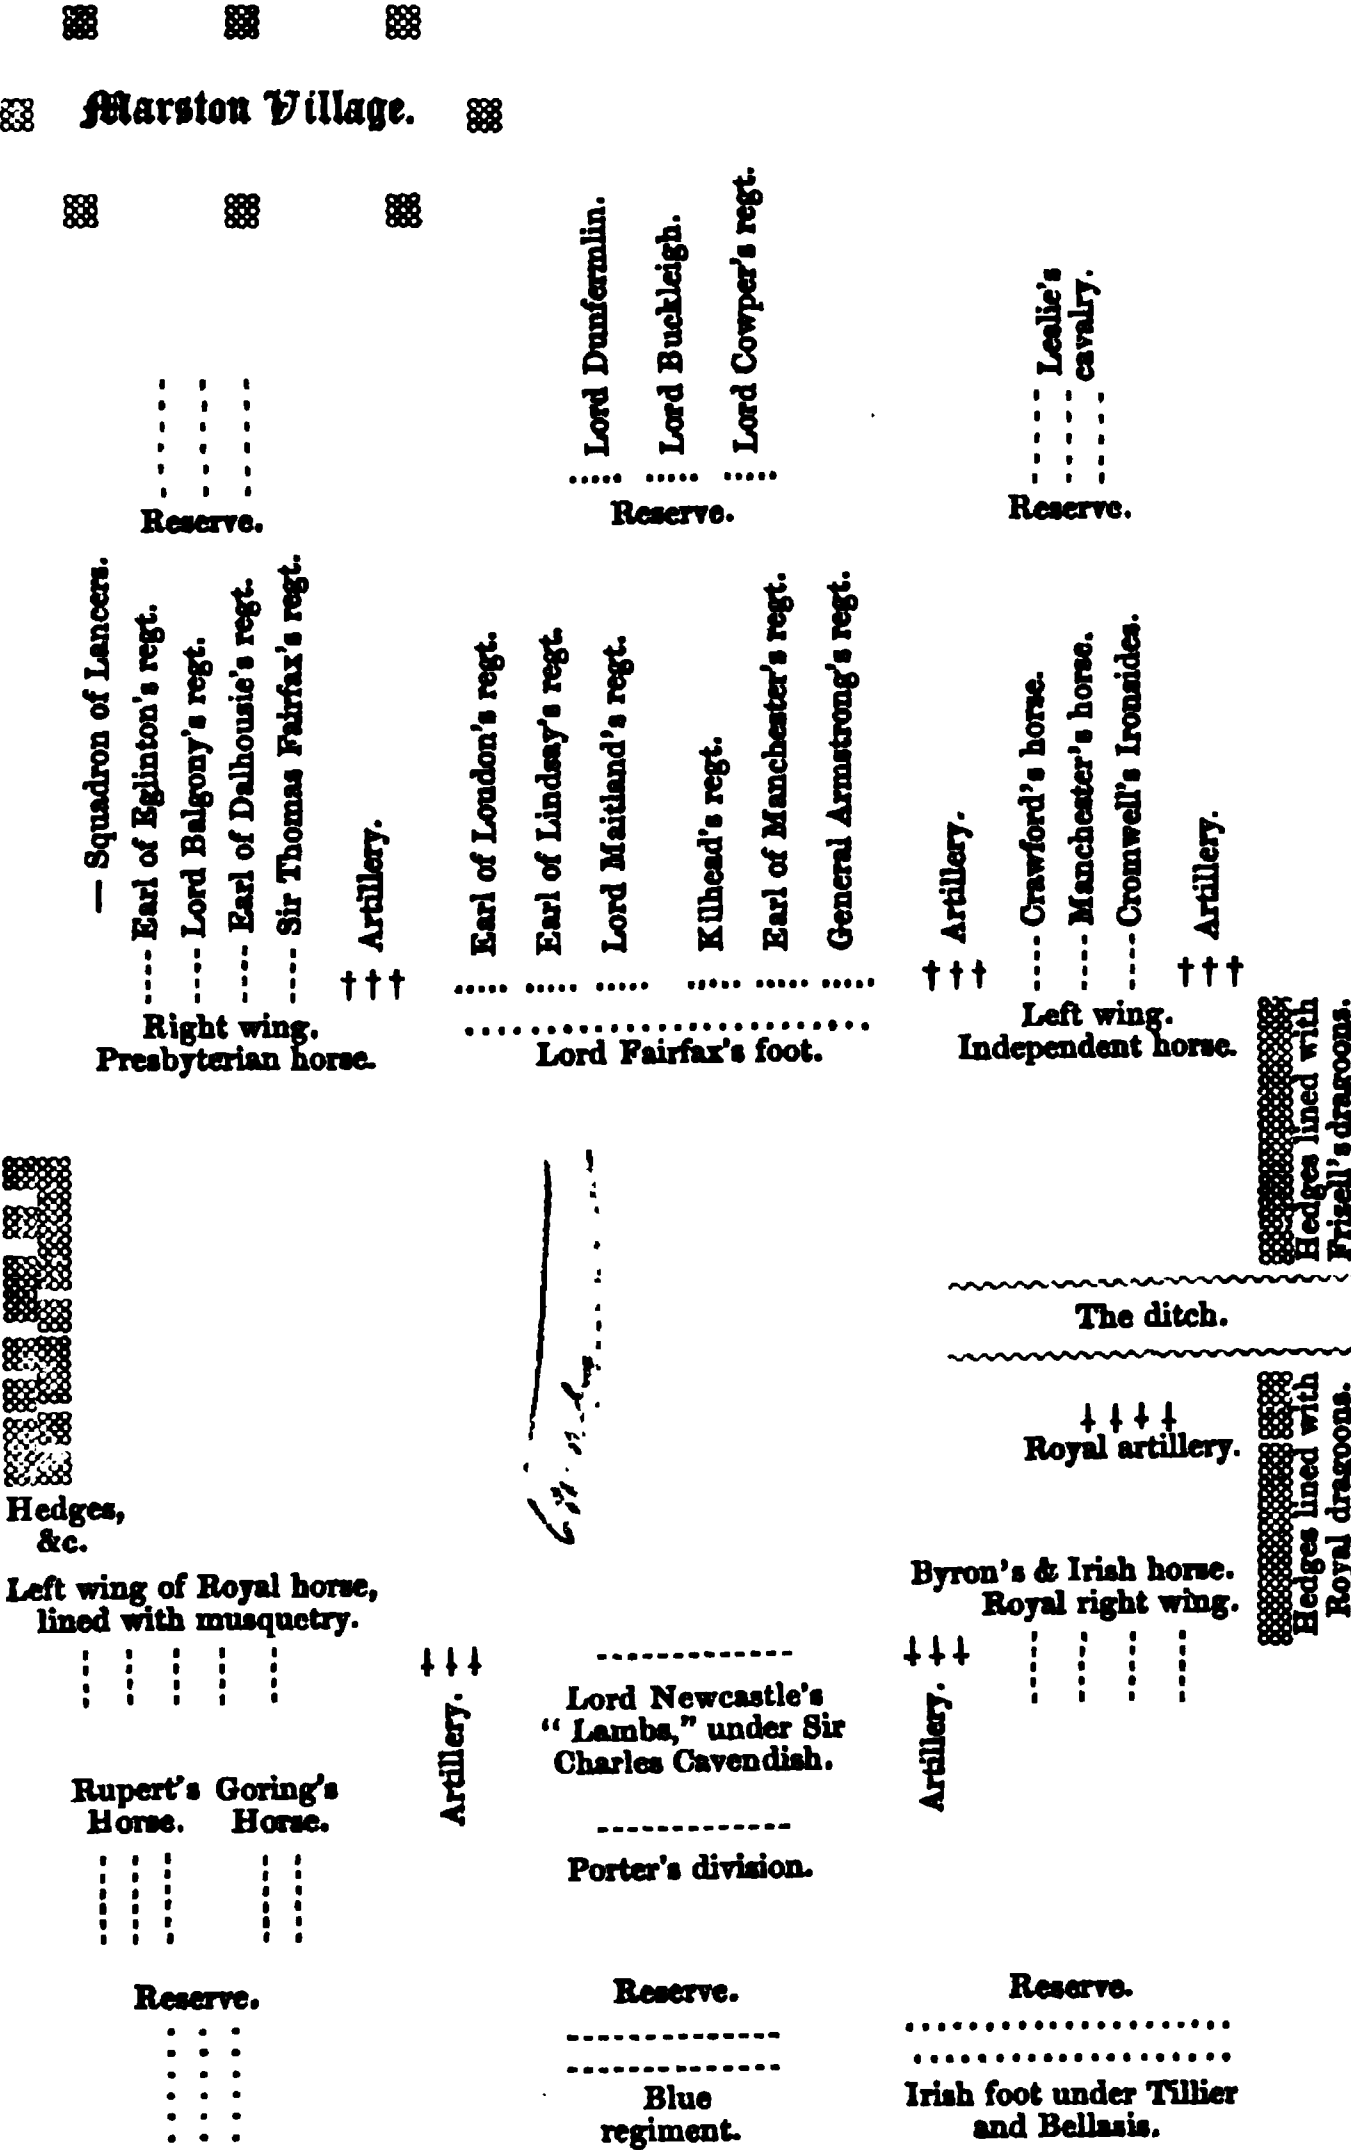 Marston Village.
Lord Dunfermlin.
Lord Buckleigh.
Lord Cowper's regt.
Leslie's
cavalry.
Reserve.
Reserve.
Reserve.
— Squadron of Lancers.
Earl of Eglinton's regt.
Lord Balgony's regt.
Earl of Dalhousie's regt.
Sir Thomas Fairfax's regt.
Artillery.
Earl of London's regt.
Earl of Lindsay's regt.
Lord Maitland's regt.
Kilhead's regt.
Earl of Manchester's regt.
General Armstrong's regt.
Artillery.
Crawford's horse.
Manchester's horse.
Cromwell's Ironsides.
Artillery.
Right wing.
Presbyterian horse.
Lord Fairfax's foot.
Left wing.
Independent horse.
Hedges lined with
Frisell's dragoons.
The ditch.
Royal artillery.
Hedges lined with
Royal dragoons.
Hedges,
&c.
Left wing of Royal horse,
lined with musquetry.
Byron's & Irish horse.
Royal right wing.
Artillery.
Lord Newcastle's
"Lambs," under Sir
Charles Cavendish.
Artillery.
Rupert's Horse.
Goring's Horse.
Porter's division.
Reserve.
Reserve.
Reserve.
Blue
regiment.
Irish foot under Tillier
and Bellasis.